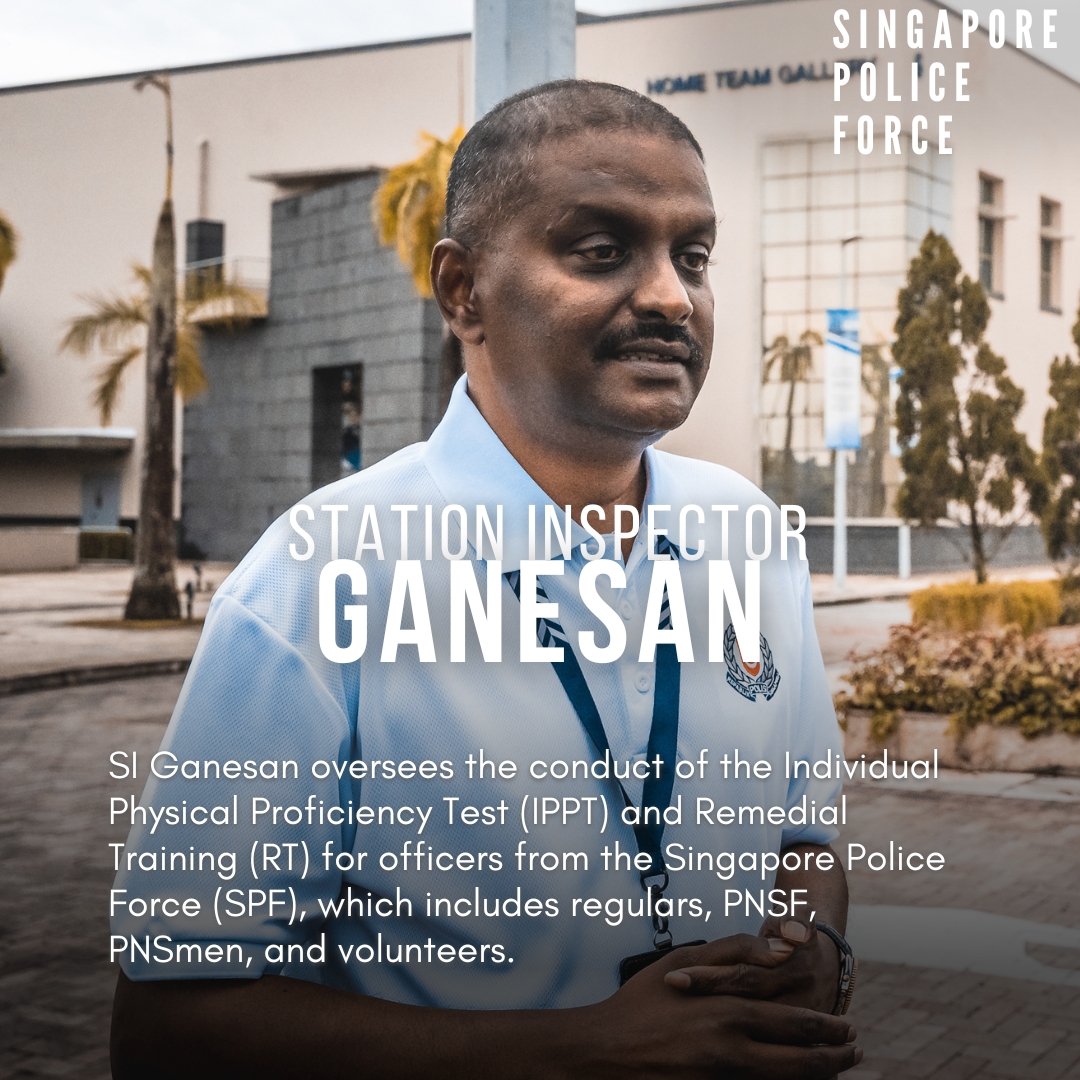 SINGAPORE
POLICE
FORCE
HOME TEAM
STATION INSPECTOR
GANESAN
SI Ganesan oversees the conduct of the Individual
Physical Proficiency Test (IPPT) and Remedial
Training (RT) for officers from the Singapore Police
Force (SPF), which includes regulars, PNSF,
PNSmen, and volunteers.